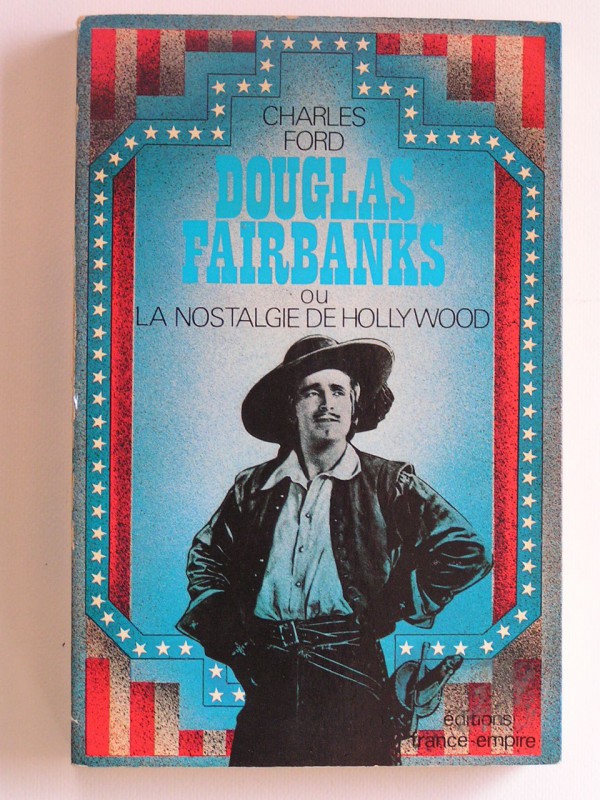 CHARLES
FORD
DOUGLAS
FAIRBANKS
ou
LA NOSTALGIE DE HOLLYWOOD
éditions
france-empire